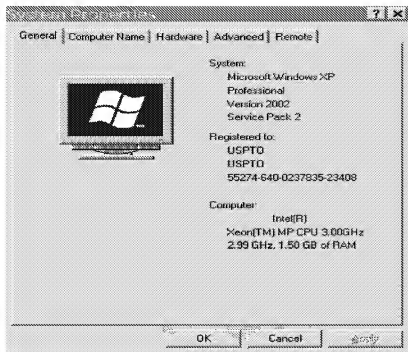 System Properties
General Computer Name Hardware Advanced Remote
System:
Microsoft Windows XP
Professional
Version 2002
Service Pack 2
Registered to:
USPTO
USPTO
55274-640-0237835-23408
Computer:
Intel(R)
Xeon(TM) MP CPU 3.00GHz
2.99 GHz, 1.50 GB of RAM
OK Cancel Apply